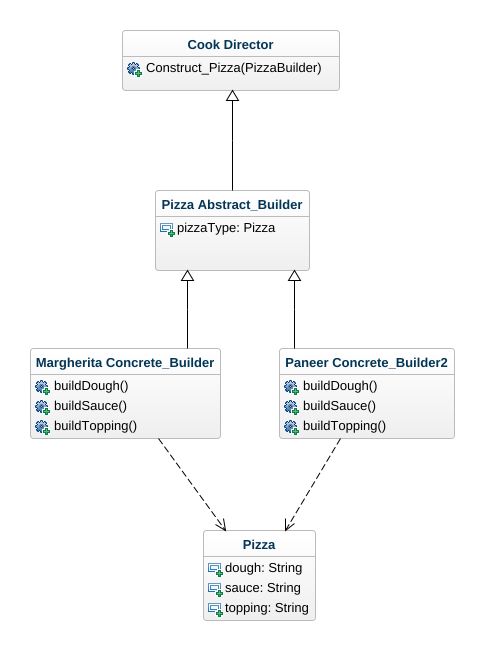 Cook Director
Construct_Pizza(PizzaBuilder)
Pizza Abstract_Builder
pizzaType: Pizza
Margherita Concrete_Builder
buildDough()
buildSauce()
buildTopping()
Paneer Concrete_Builder2
buildDough()
buildSauce()
buildTopping()
Pizza
dough: String
sauce: String
topping: String